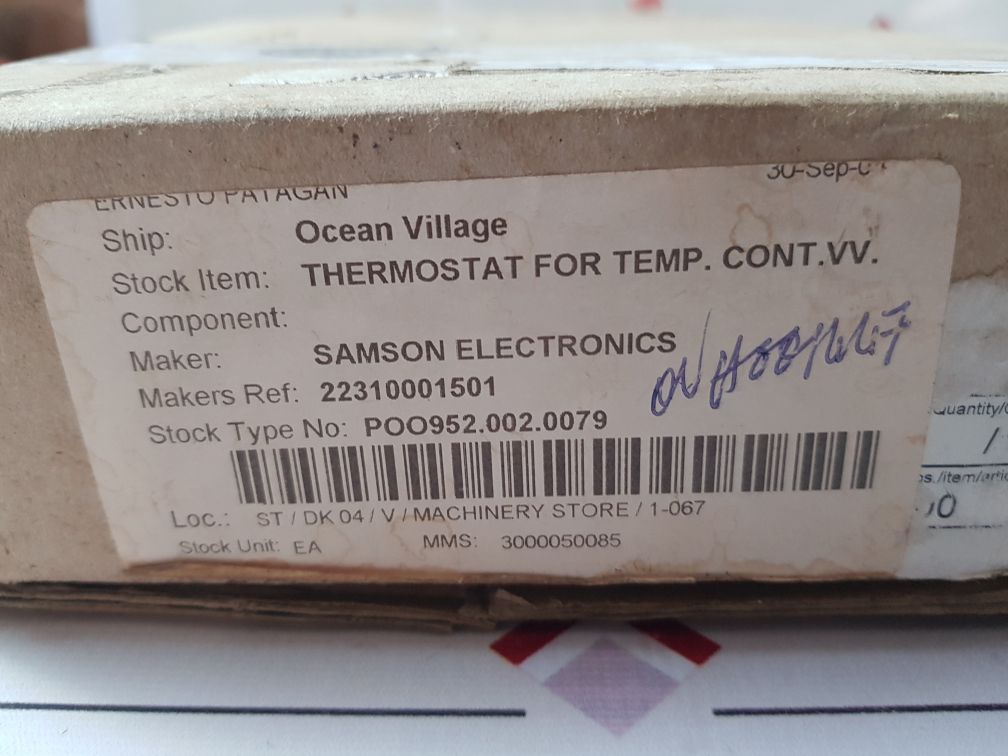 ERNESTO PATAGAN
30-Sep-0
Ship: Ocean Village
Stock Item: THERMOSTAT FOR TEMP. CONT.VV.
Component:
Maker: SAMSON ELECTRONICS
Makers Ref: 22310001501
Stock Type No: POO952.002.0079
Loc.: ST / DK 04 / V / MACHINERY STORE / 1-067
Stock Unit: EA MMS: 3000050085